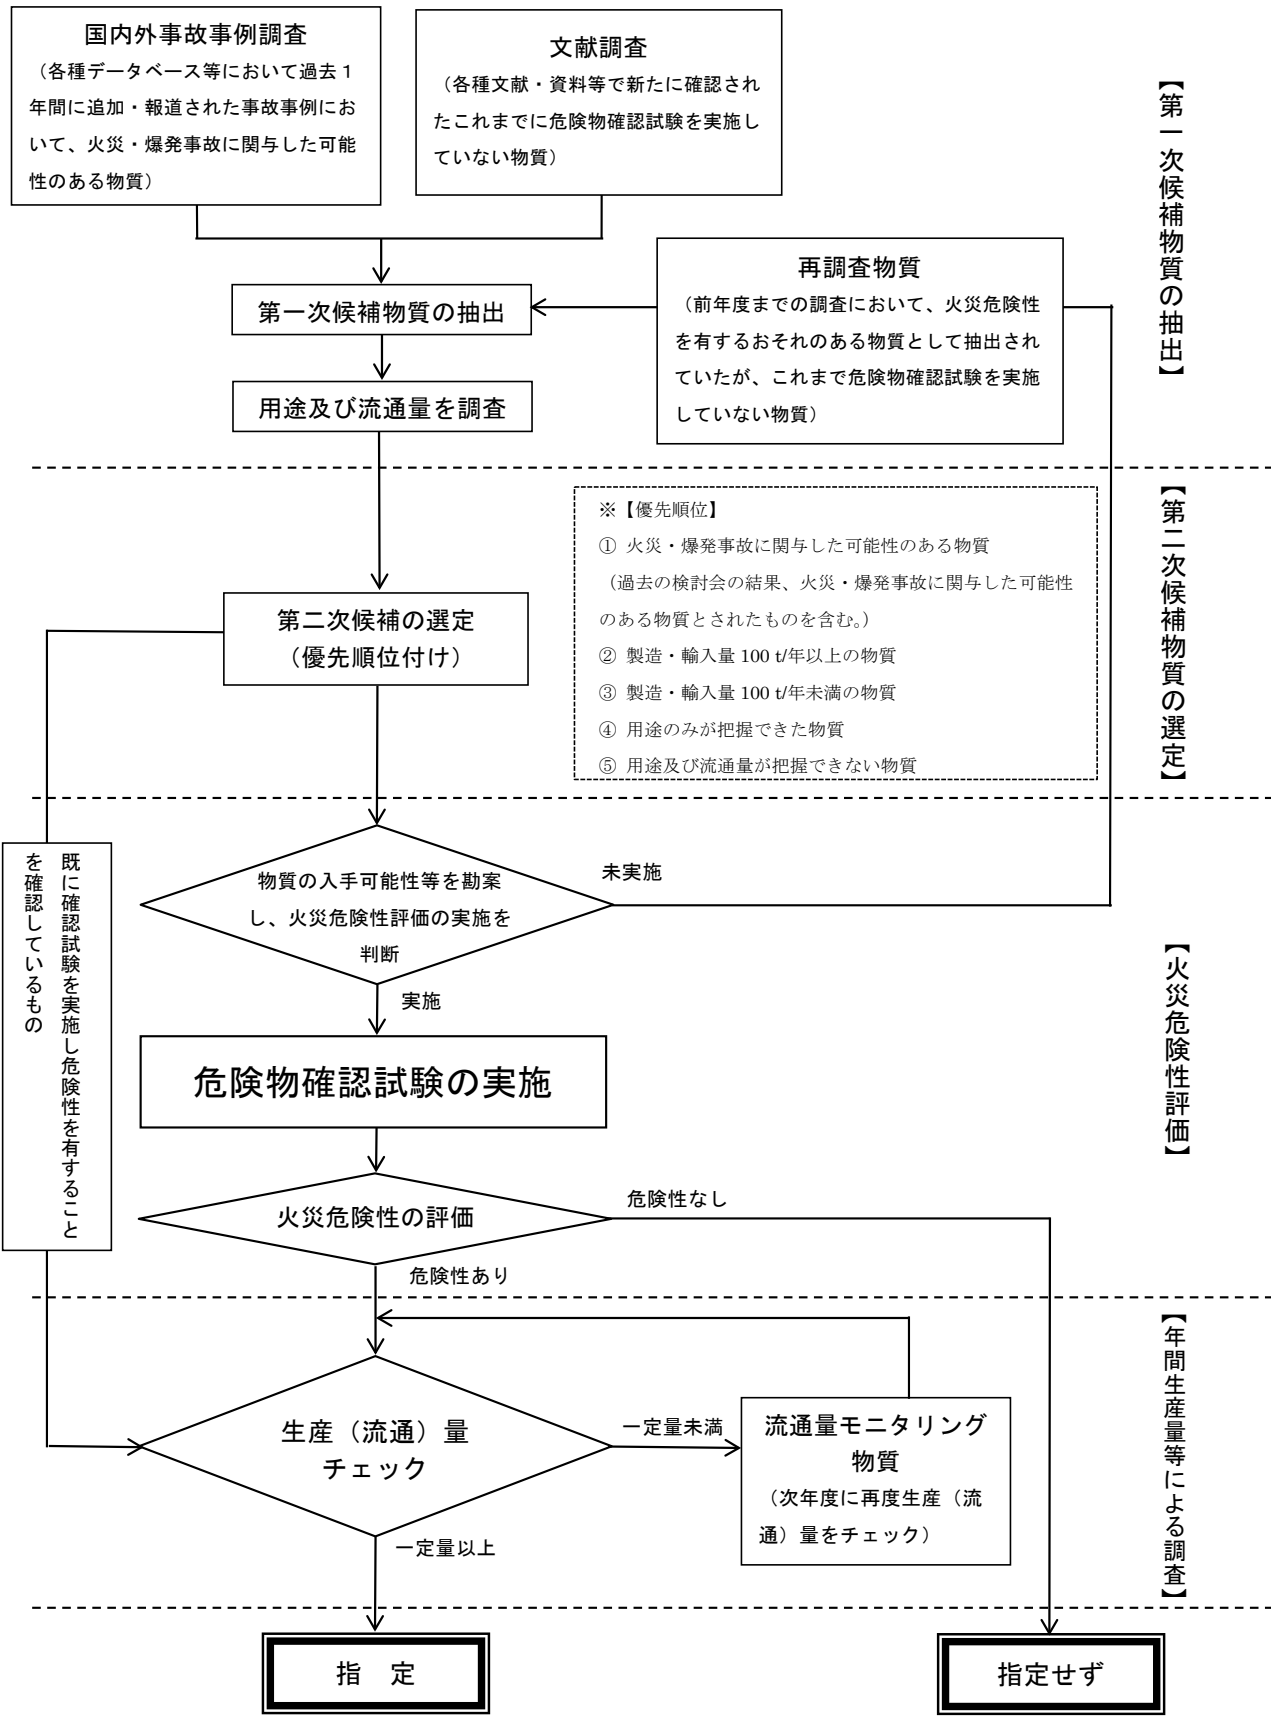 国内外事故事例調査
（各種データベース等において過去１
年間に追加・報道された事故事例にお
いて、火災・爆発事故に関与した可能
性のある物質）
文献調査
（各種文献・資料等で新たに確認され
たこれまでに危険物確認試験を実施し
ていない物質）
【第一次候補物質の抽出】
再調査物質
（前年度までの調査において、火災危険性
を有するおそれのある物質として抽出され
ていたが、これまで危険物確認試験を実施
していない物質）
第一次候補物質の抽出
用途及び流通量を調査
【第二次候補物質の選定】
※【優先順位】
① 火災・爆発事故に関与した可能性のある物質
（過去の検討会の結果、火災・爆発事故に関与した可能性
のある物質とされたものを含む。）
② 製造・輸入量 100 t/年以上の物質
③ 製造・輸入量 100 t/年未満の物質
④ 用途のみが把握できた物質
⑤ 用途及び流通量が把握できない物質
第二次候補の選定
（優先順位付け）
既に確認試験を実施し危険性を有すること
を確認しているもの
物質の入手可能性等を勘案
し、火災危険性評価の実施を
判断
未実施
実施
【火災危険性評価】
危険物確認試験の実施
火災危険性の評価
危険性なし
危険性あり
【年間生産量等による調査】
生産（流通）量
チェック
一定量未満
流通量モニタリング
物質
（次年度に再度生産（流
通）量をチェック）
一定量以上
指　定
指定せず